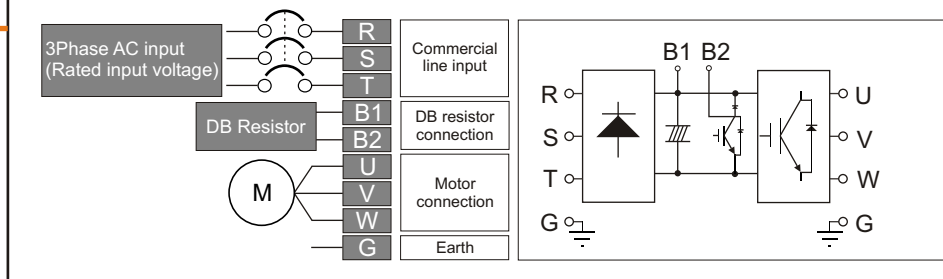 3Phase AC input
(Rated input voltage)
R
S
T
Commercial
line input
DB Resistor
B1
B2
DB resistor
connection
M
U
V
W
Motor
connection
G
Earth
B1 B2
R
S
T
G
U
V
W
G